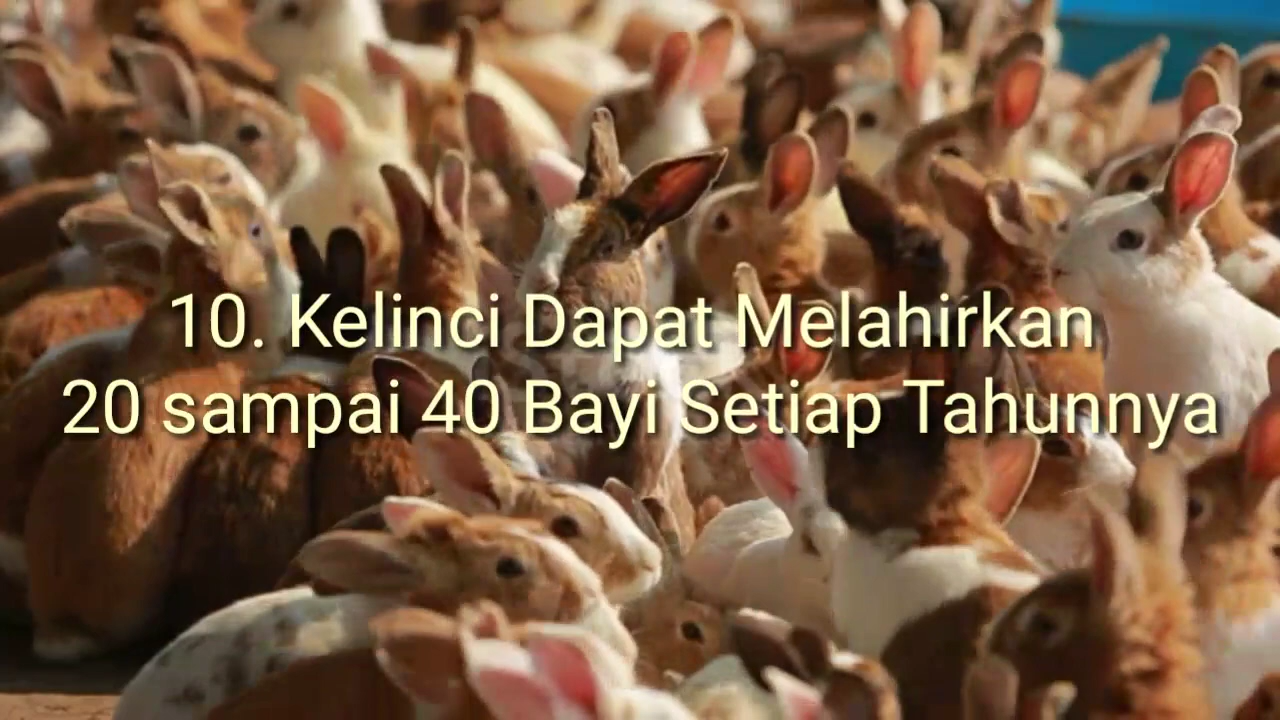 10. Kelinci Dapat Melahirkan
20 sampai 40 Bayi Setiap Tahunnya